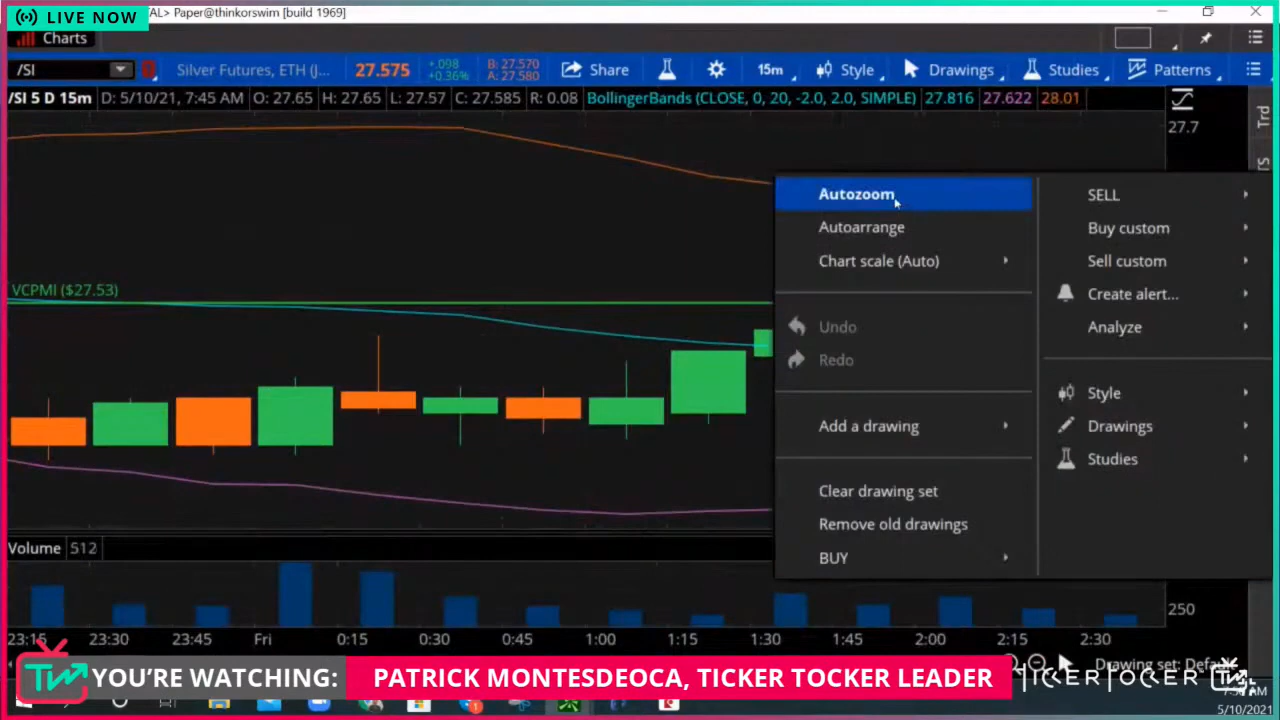 LIVE NOW
AL> Paper@thinkorswim [build 1969]
Charts
/SI
Silver Futures, ETH (J...
27.575
+.098
+0.36%
B: 27.570
A: 27.580
Share
15m
Style
Drawings
Studies
Patterns
/SI 5 D 15m D: 5/10/21, 7:45 AM O: 27.65 H: 27.65 L: 27.57 C: 27.585 R: 0.08 BollingerBands (CLOSE, 0, 20, -2.0, 2.0, SIMPLE) 27.816 27.622 28.01
27.7
Trd
VCPMI ($27.53)
Autozoom
Autoarrange
Chart scale (Auto)
Undo
Redo
Add a drawing
Clear drawing set
Remove old drawings
BUY
SELL
Buy custom
Sell custom
Create alert...
Analyze
Style
Drawings
Studies
Volume 512
250
23:15 23:30 23:45 Fri 0:15 0:30 0:45 1:00 1:15 1:30 1:45 2:00 2:15 2:30
Drawing set:
TW YOU'RE WATCHING: PATRICK MONTESDEOCA, TICKER TOCKER LEADER
TICKER TOCKER
5/10/2021